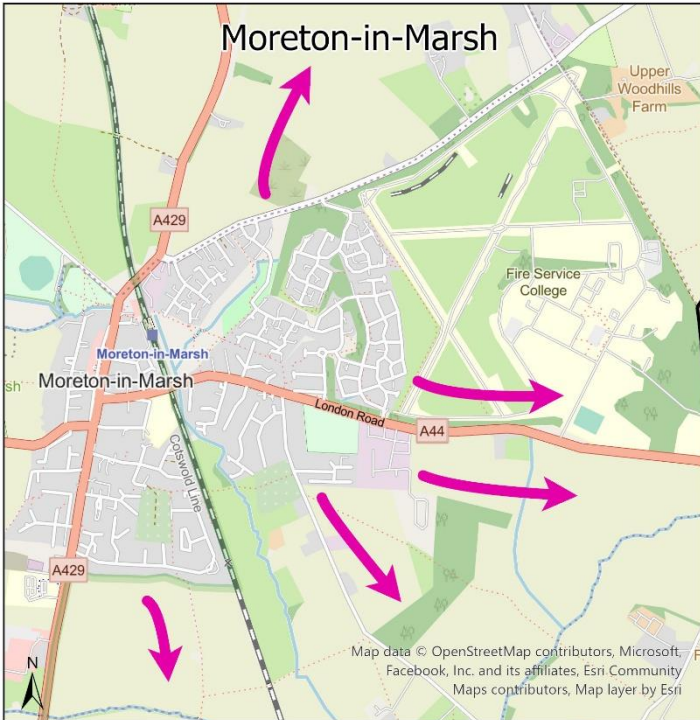 Moreton-in-Marsh
Upper
Woodhills
Farm
A429
Fire Service
College
Moreton-in-Marsh
Moreton-in-Marsh
sh
London Road
A44
Cotswold Line
A429
N
Map data © OpenStreetMap contributors, Microsoft,
Facebook, Inc. and its affiliates, Esri Community
Maps contributors, Map layer by Esri
F